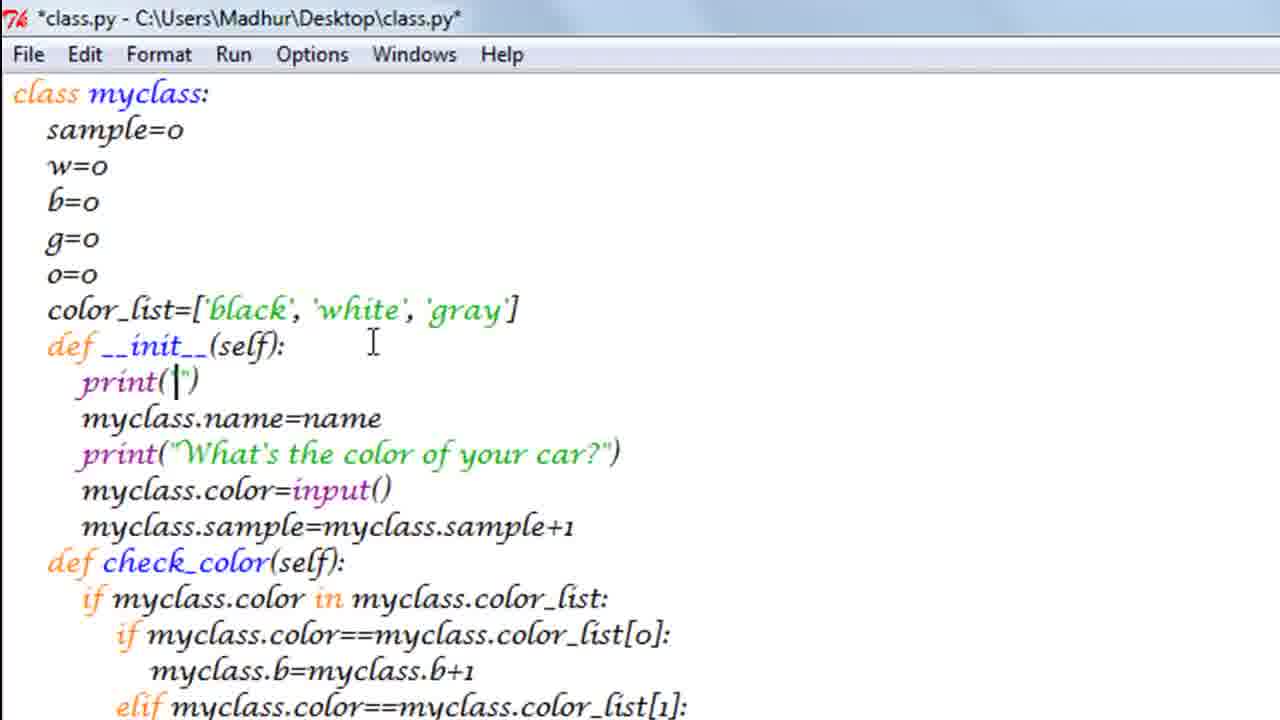 *class.py - C:\Users\Madhur\Desktop\class.py*
File Edit Format Run Options Windows Help
class myclass:
sample=0
w=0
b=0
g=0
o=0
color_list=['black', 'white', 'gray']
def __init__(self):
print("")
myclass.name=name
print("What's the color of your car?")
myclass.color=input()
myclass.sample=myclass.sample+1
def check_color(self):
if myclass.color in myclass.color_list:
if myclass.color==myclass.color_list[0]:
myclass.b=myclass.b+1
elif myclass.color==myclass.color_list[1]: